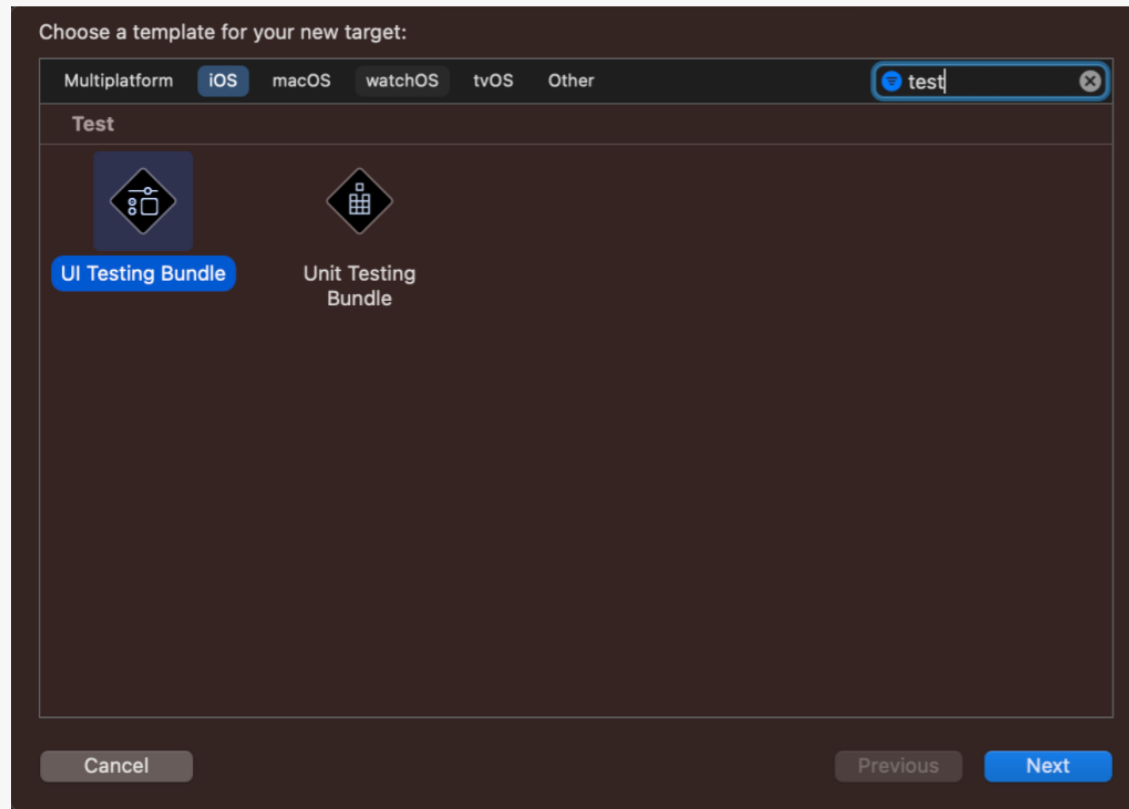 Choose a template for your new target:
Multiplatform iOS macOS watchOS tvOS Other test
Test
UI Testing Bundle Unit Testing
Bundle
Cancel Previous Next